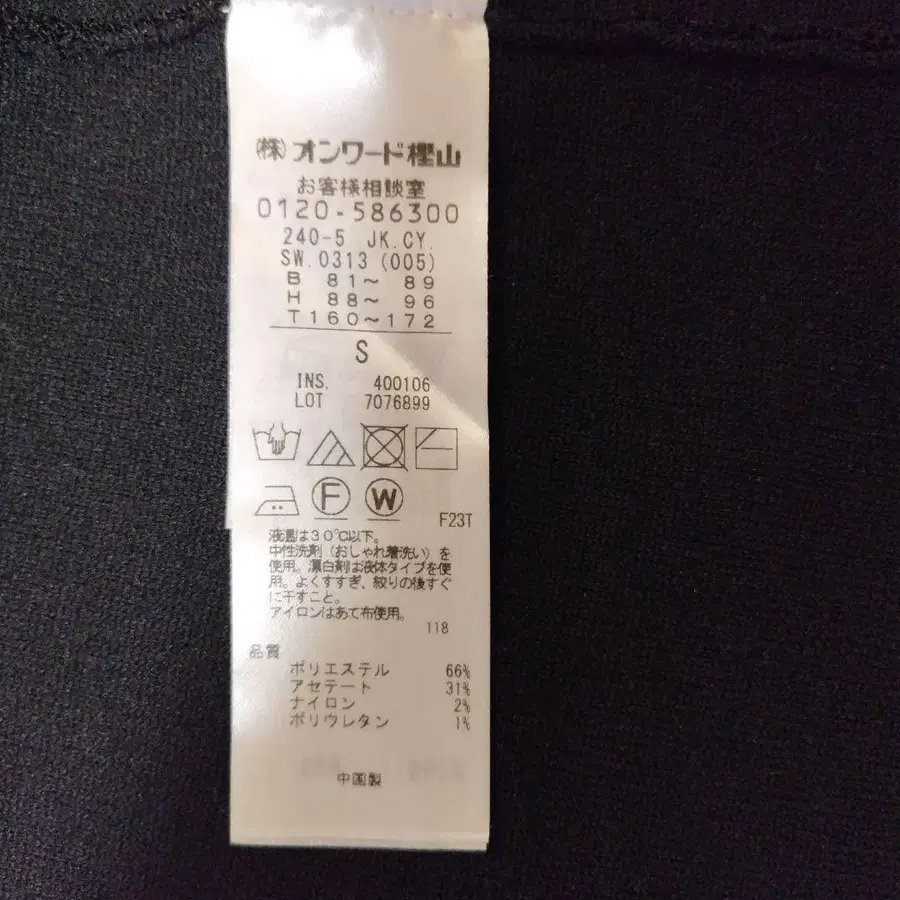 (株)オンワード樫山
お客様相談室
0120-586300
240-5 JK.CY.
SW.0313 (005)
B 81～ 89
H 88～ 96
T160～172
S
INS. 400106
LOT 7076899
F W
F23T
液温は30℃以下。
中性洗剤（おしゃれ着洗い）を
使用。漂白剤は液体タイプを使
用。よくすすぎ、絞りの後すぐ
に干すこと。
アイロンはあて布使用。
118
品質
ポリエステル 66%
アセテート 31%
ナイロン 2%
ポリウレタン 1%
中国製